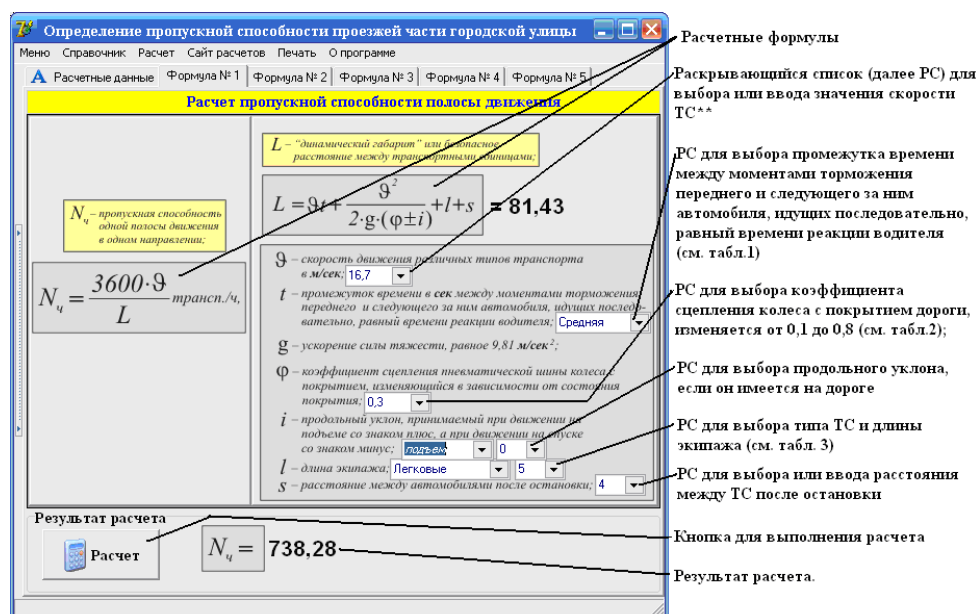 Определение пропускной способности проезжей части городской улицы
Меню Справочник Расчет Сайт расчетов Печать О программе
A Расчетные данные Формула № 1 Формула № 2 Формула № 3 Формула № 4 Формула № 5
Расчет пропускной способности полосы движения
Nч – пропускная способность
одной полосы движения
в одном направлении;
Nч = 3600·ϑ / L трансп./ч,
L – “динамический габарит” или безопасное
расстояние между транспортными единицами;
L = ϑt + ϑ² / 2·g·(φ±i) + l + s = 81,43
ϑ – скорость движения различных типов транспорта
в м/сек; 16,7
t – промежуток времени в сек между моментами торможения
переднего и следующего за ним автомобиля, идущих последо-
вательно, равный времени реакции водителя; Средняя
g – ускорение силы тяжести, равное 9,81 м/сек²;
φ – коэффициент сцепления пневматической шины колеса с
покрытием, изменяющийся в зависимости от состояния
покрытия; 0,3
i – продольный уклон, принимаемый при движении на
подъеме со знаком плюс, а при движении на спуске
со знаком минус; подъем 0
l – длина экипажа; Легковые 5
s – расстояние между автомобилями после остановки; 4
Результат расчета
Расчет
Nч = 738,28
Расчетные формулы
Раскрывающийся список (далее РС) для
выбора или ввода значения скорости
ТС**
РС для выбора промежутка времени
между моментами торможения
переднего и следующего за ним
автомобиля, идущих последовательно,
равный времени реакции водителя
(см. табл.1)
РС для выбора коэффициента
сцепления колеса с покрытием дороги,
изменяется от 0,1 до 0,8 (см. табл.2);
РС для выбора продольного уклона,
если он имеется на дороге
РС для выбора типа ТС и длины
экипажа (см. табл. 3)
РС для выбора или ввода расстояния
между ТС после остановки
Кнопка для выполнения расчета
Результат расчета.